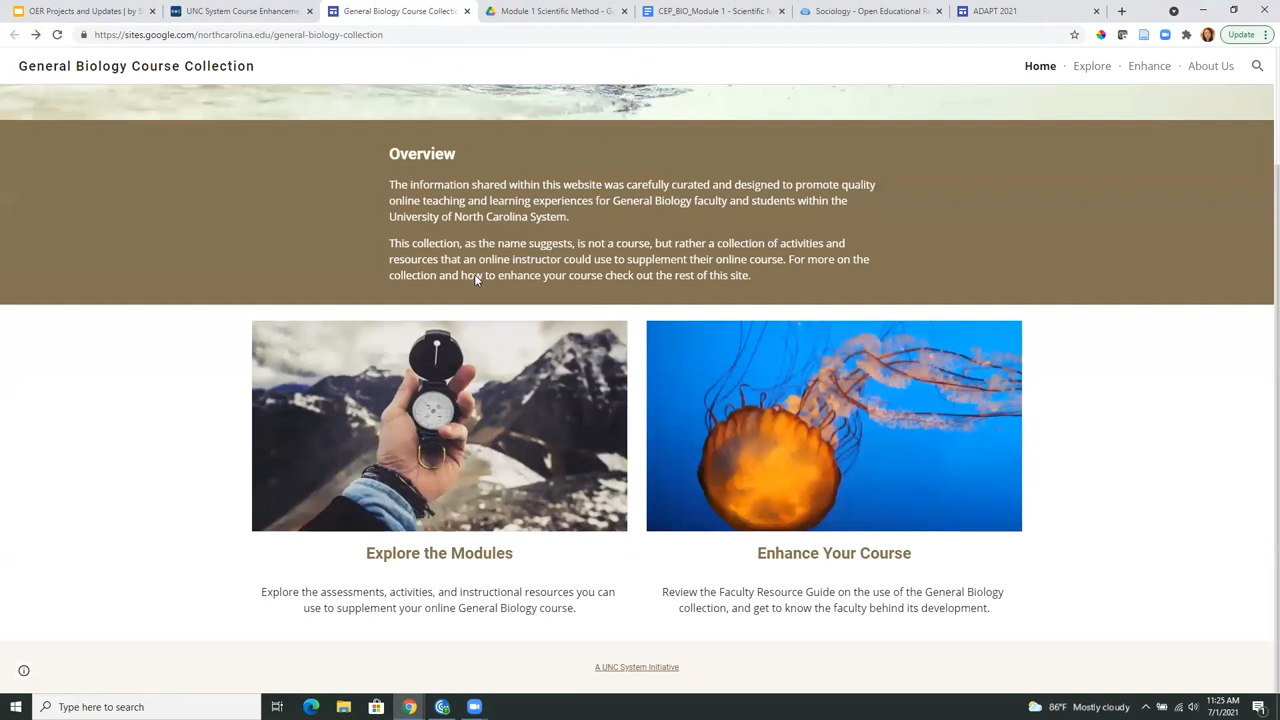 OER Projects and Updates | by S
UNC System Course Enhanceme
General Biology Course Collecti
Module 1 Scientific Method - Go
CEP_BIO_Module 1 - Scientific M
Sociology - Open Educational Re
ADAPT 2021
https://sites.google.com/northcarolina.edu/general-biology-collection
Update
General Biology Course Collection
Home · Explore · Enhance · About Us
Overview
The information shared within this website was carefully curated and designed to promote quality
online teaching and learning experiences for General Biology faculty and students within the
University of North Carolina System.
This collection, as the name suggests, is not a course, but rather a collection of activities and
resources that an online instructor could use to supplement their online course. For more on the
collection and how to enhance your course check out the rest of this site.
Explore the Modules
Explore the assessments, activities, and instructional resources you can
use to supplement your online General Biology course.
Enhance Your Course
Review the Faculty Resource Guide on the use of the General Biology
collection, and get to know the faculty behind its development.
A UNC System Initiative
Type here to search
86°F Mostly cloudy
11:25 AM
7/1/2021
1